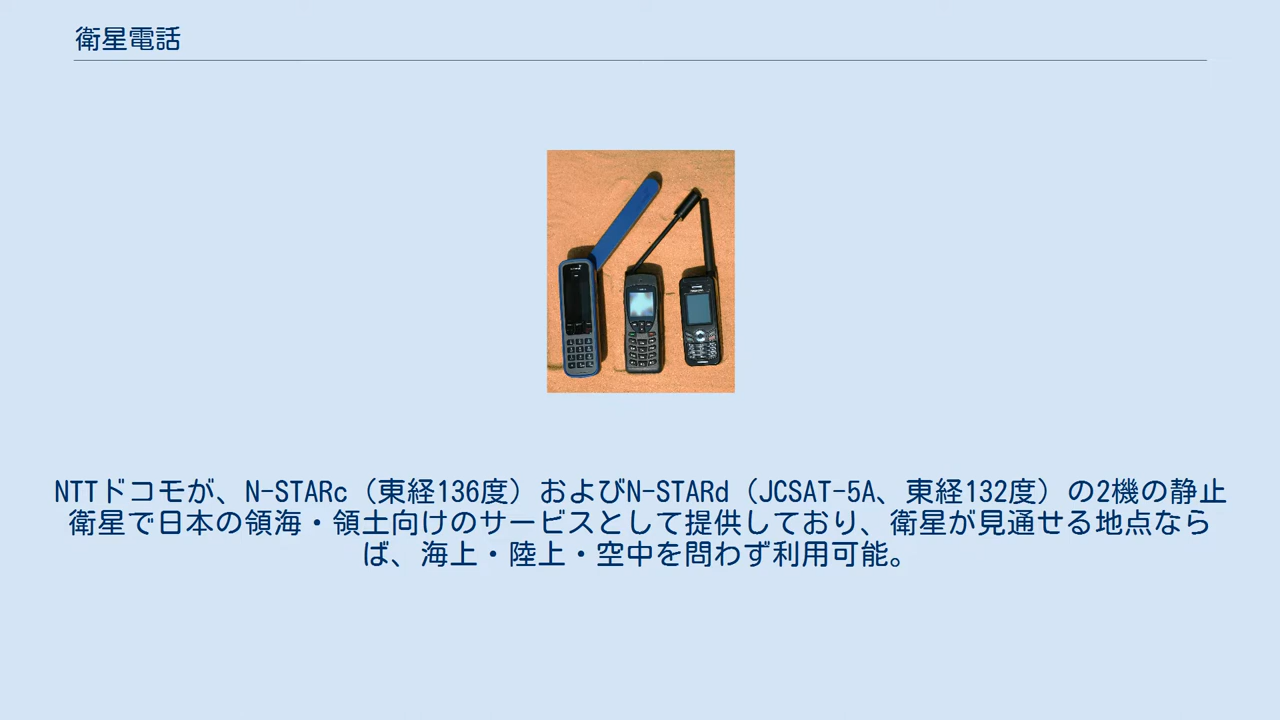 衛星電話
NTTドコモが、N-STARc（東経136度）およびN-STARd（JCSAT-5A、東経132度）の2機の静止
衛星で日本の領海・領土向けのサービスとして提供しており、衛星が見通せる地点なら
ば、海上・陸上・空中を問わず利用可能。